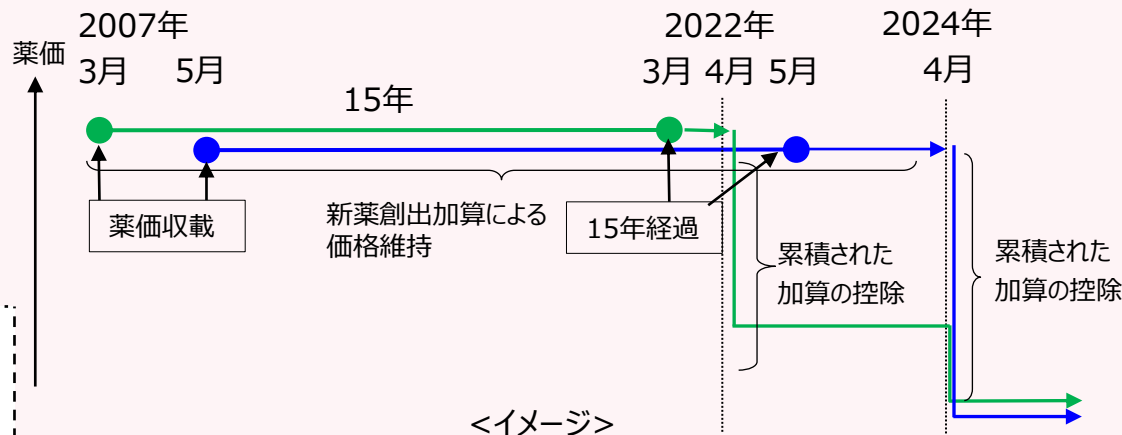 薬価
2007年
3月
5月
2022年
3月 4月 5月
2024年
4月
15年
薬価収載
新薬創出加算による
価格維持
15年経過
累積された
加算の控除
累積された
加算の控除
<イメージ>